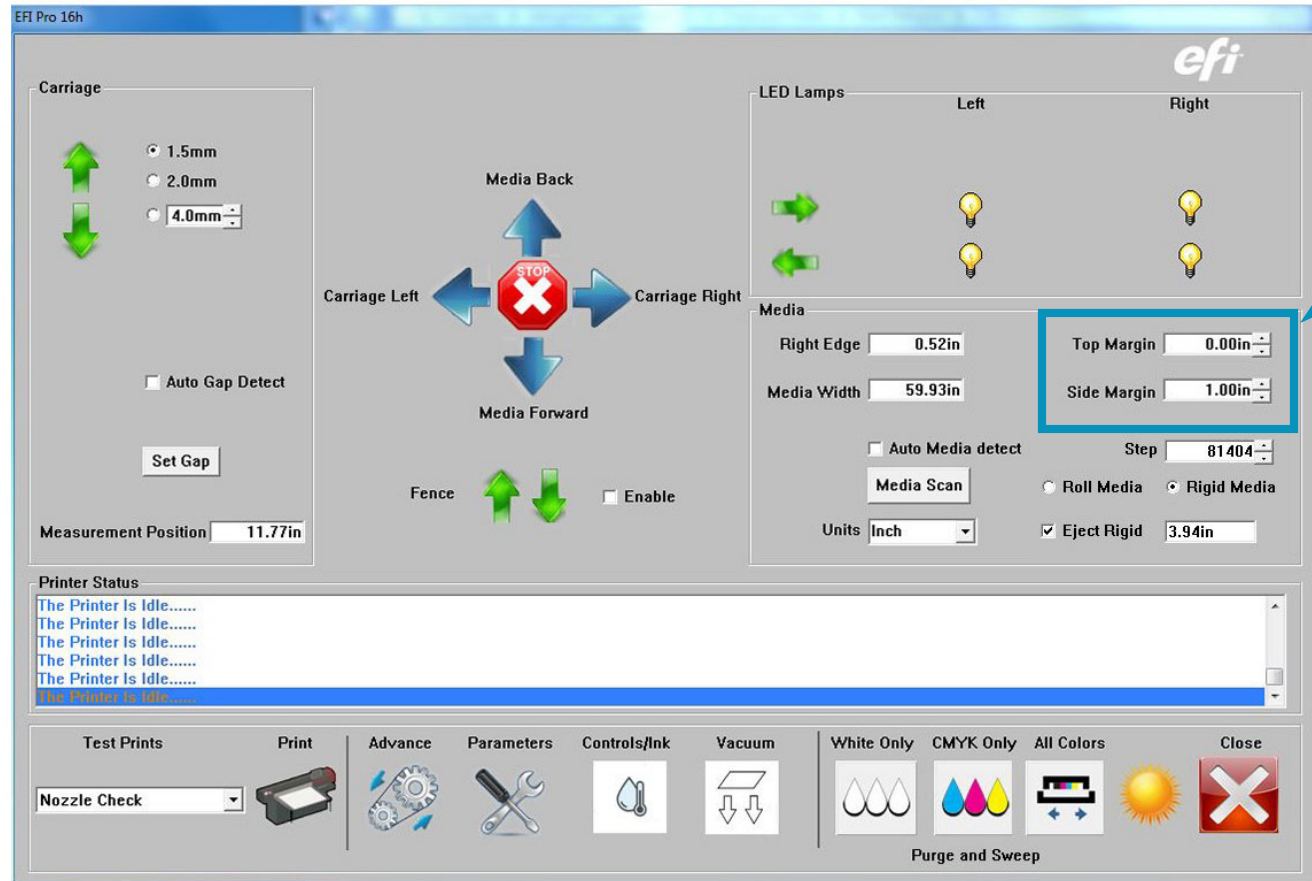 EFI Pro 16h
efi
Carriage
1.5mm
2.0mm
4.0mm
Auto Gap Detect
Set Gap
Measurement Position 11.77in
Media Back
STOP
Carriage Left
Carriage Right
Media Forward
Fence
Enable
LED Lamps
Left Right
Media
Right Edge 0.52in
Top Margin 0.00in
Media Width 59.93in
Side Margin 1.00in
Auto Media detect
Step 81404
Media Scan
Roll Media Rigid Media
Units Inch
Eject Rigid 3.94in
Printer Status
The Printer Is Idle......
The Printer Is Idle......
The Printer Is Idle......
The Printer Is Idle......
The Printer Is Idle......
The Printer Is Idle......
Test Prints Print Advance Parameters Controls/Ink Vacuum White Only CMYK Only All Colors Close
Nozzle Check
Purge and Sweep